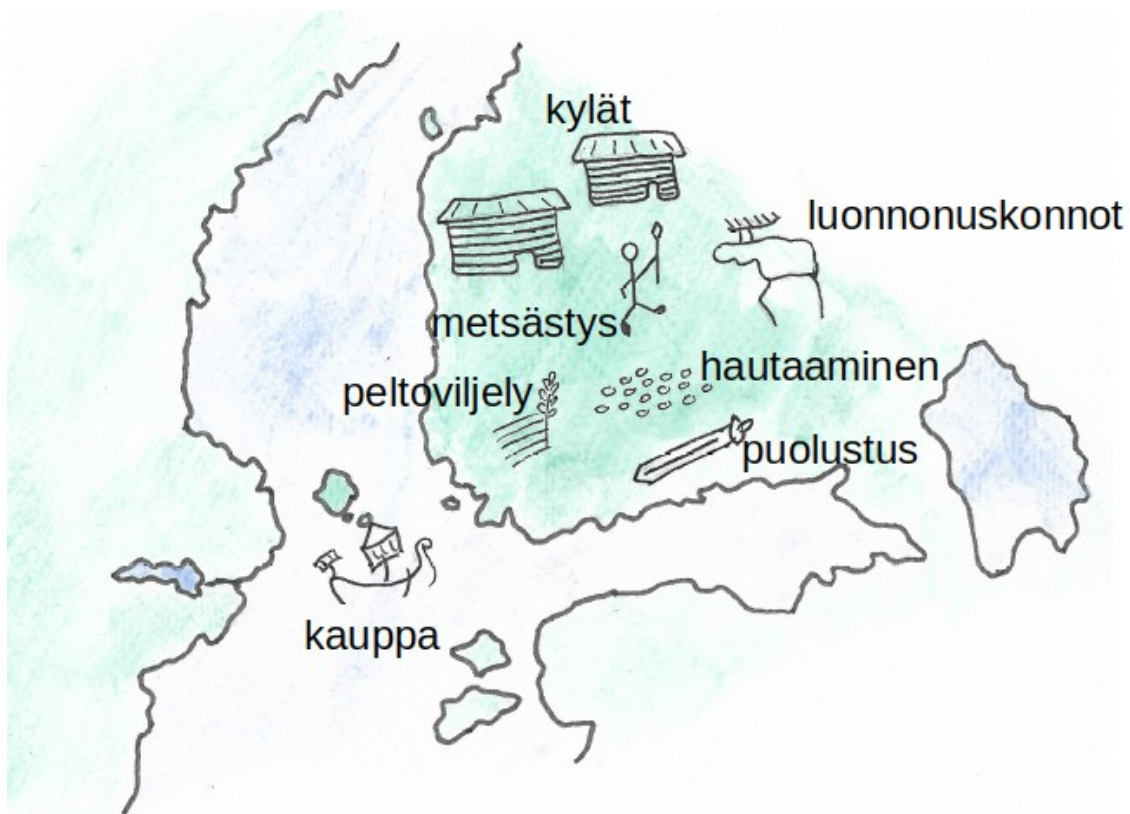 kylät
luonnonuskonnot
metsästys
hautaaminen
peltoviljely
puolustus
kauppa